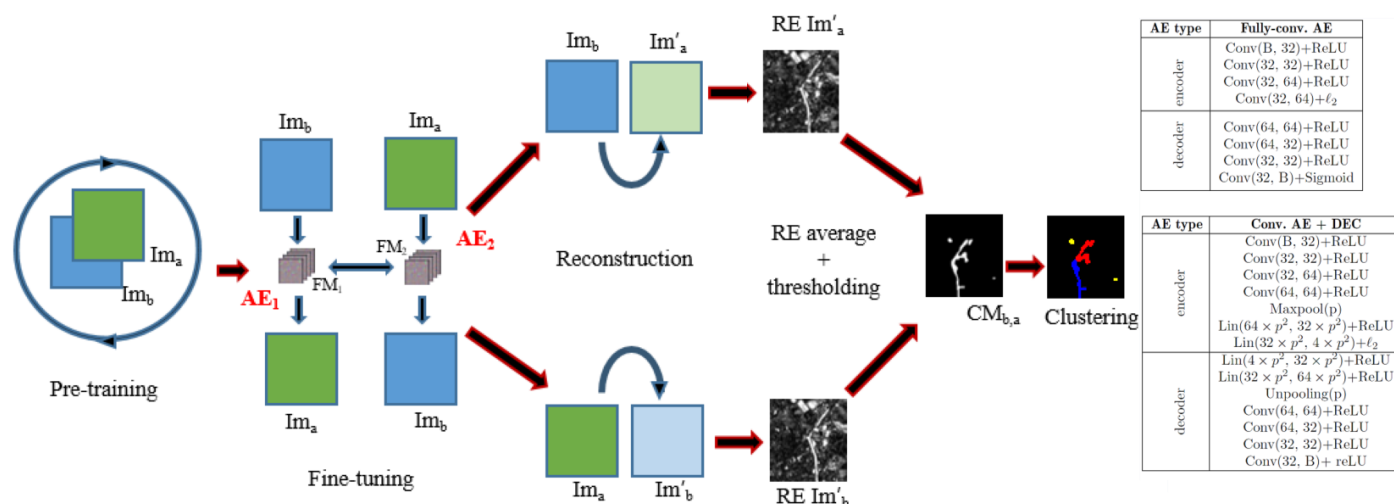 Pre-training
Im_a
Im_b
AE₁
Im_b
Im_a
FM₁
FM₂
Im_a
Im_b
Fine-tuning
AE₂
Im_b
Im′_a
Reconstruction
Im_a
Im′_b
RE Im′_a
RE average
+
thresholding
RE Im′_b
CM_b,a
Clustering
AE type Fully-conv. AE
encoder
Conv(B, 32)+ReLU
Conv(32, 32)+ReLU
Conv(32, 64)+ReLU
Conv(32, 64)+ℓ₂
decoder
Conv(64, 64)+ReLU
Conv(64, 32)+ReLU
Conv(32, 32)+ReLU
Conv(32, B)+Sigmoid
AE type Conv. AE + DEC
encoder
Conv(B, 32)+ReLU
Conv(32, 32)+ReLU
Conv(32, 64)+ReLU
Conv(64, 64)+ReLU
Maxpool(p)
Lin(64 × p², 32 × p²)+ReLU
Lin(32 × p², 4 × p²)+ℓ₂
decoder
Lin(4 × p², 32 × p²)+ReLU
Lin(32 × p², 64 × p²)+ReLU
Unpooling(p)
Conv(64, 64)+ReLU
Conv(64, 32)+ReLU
Conv(32, 32)+ReLU
Conv(32, B)+ reLU